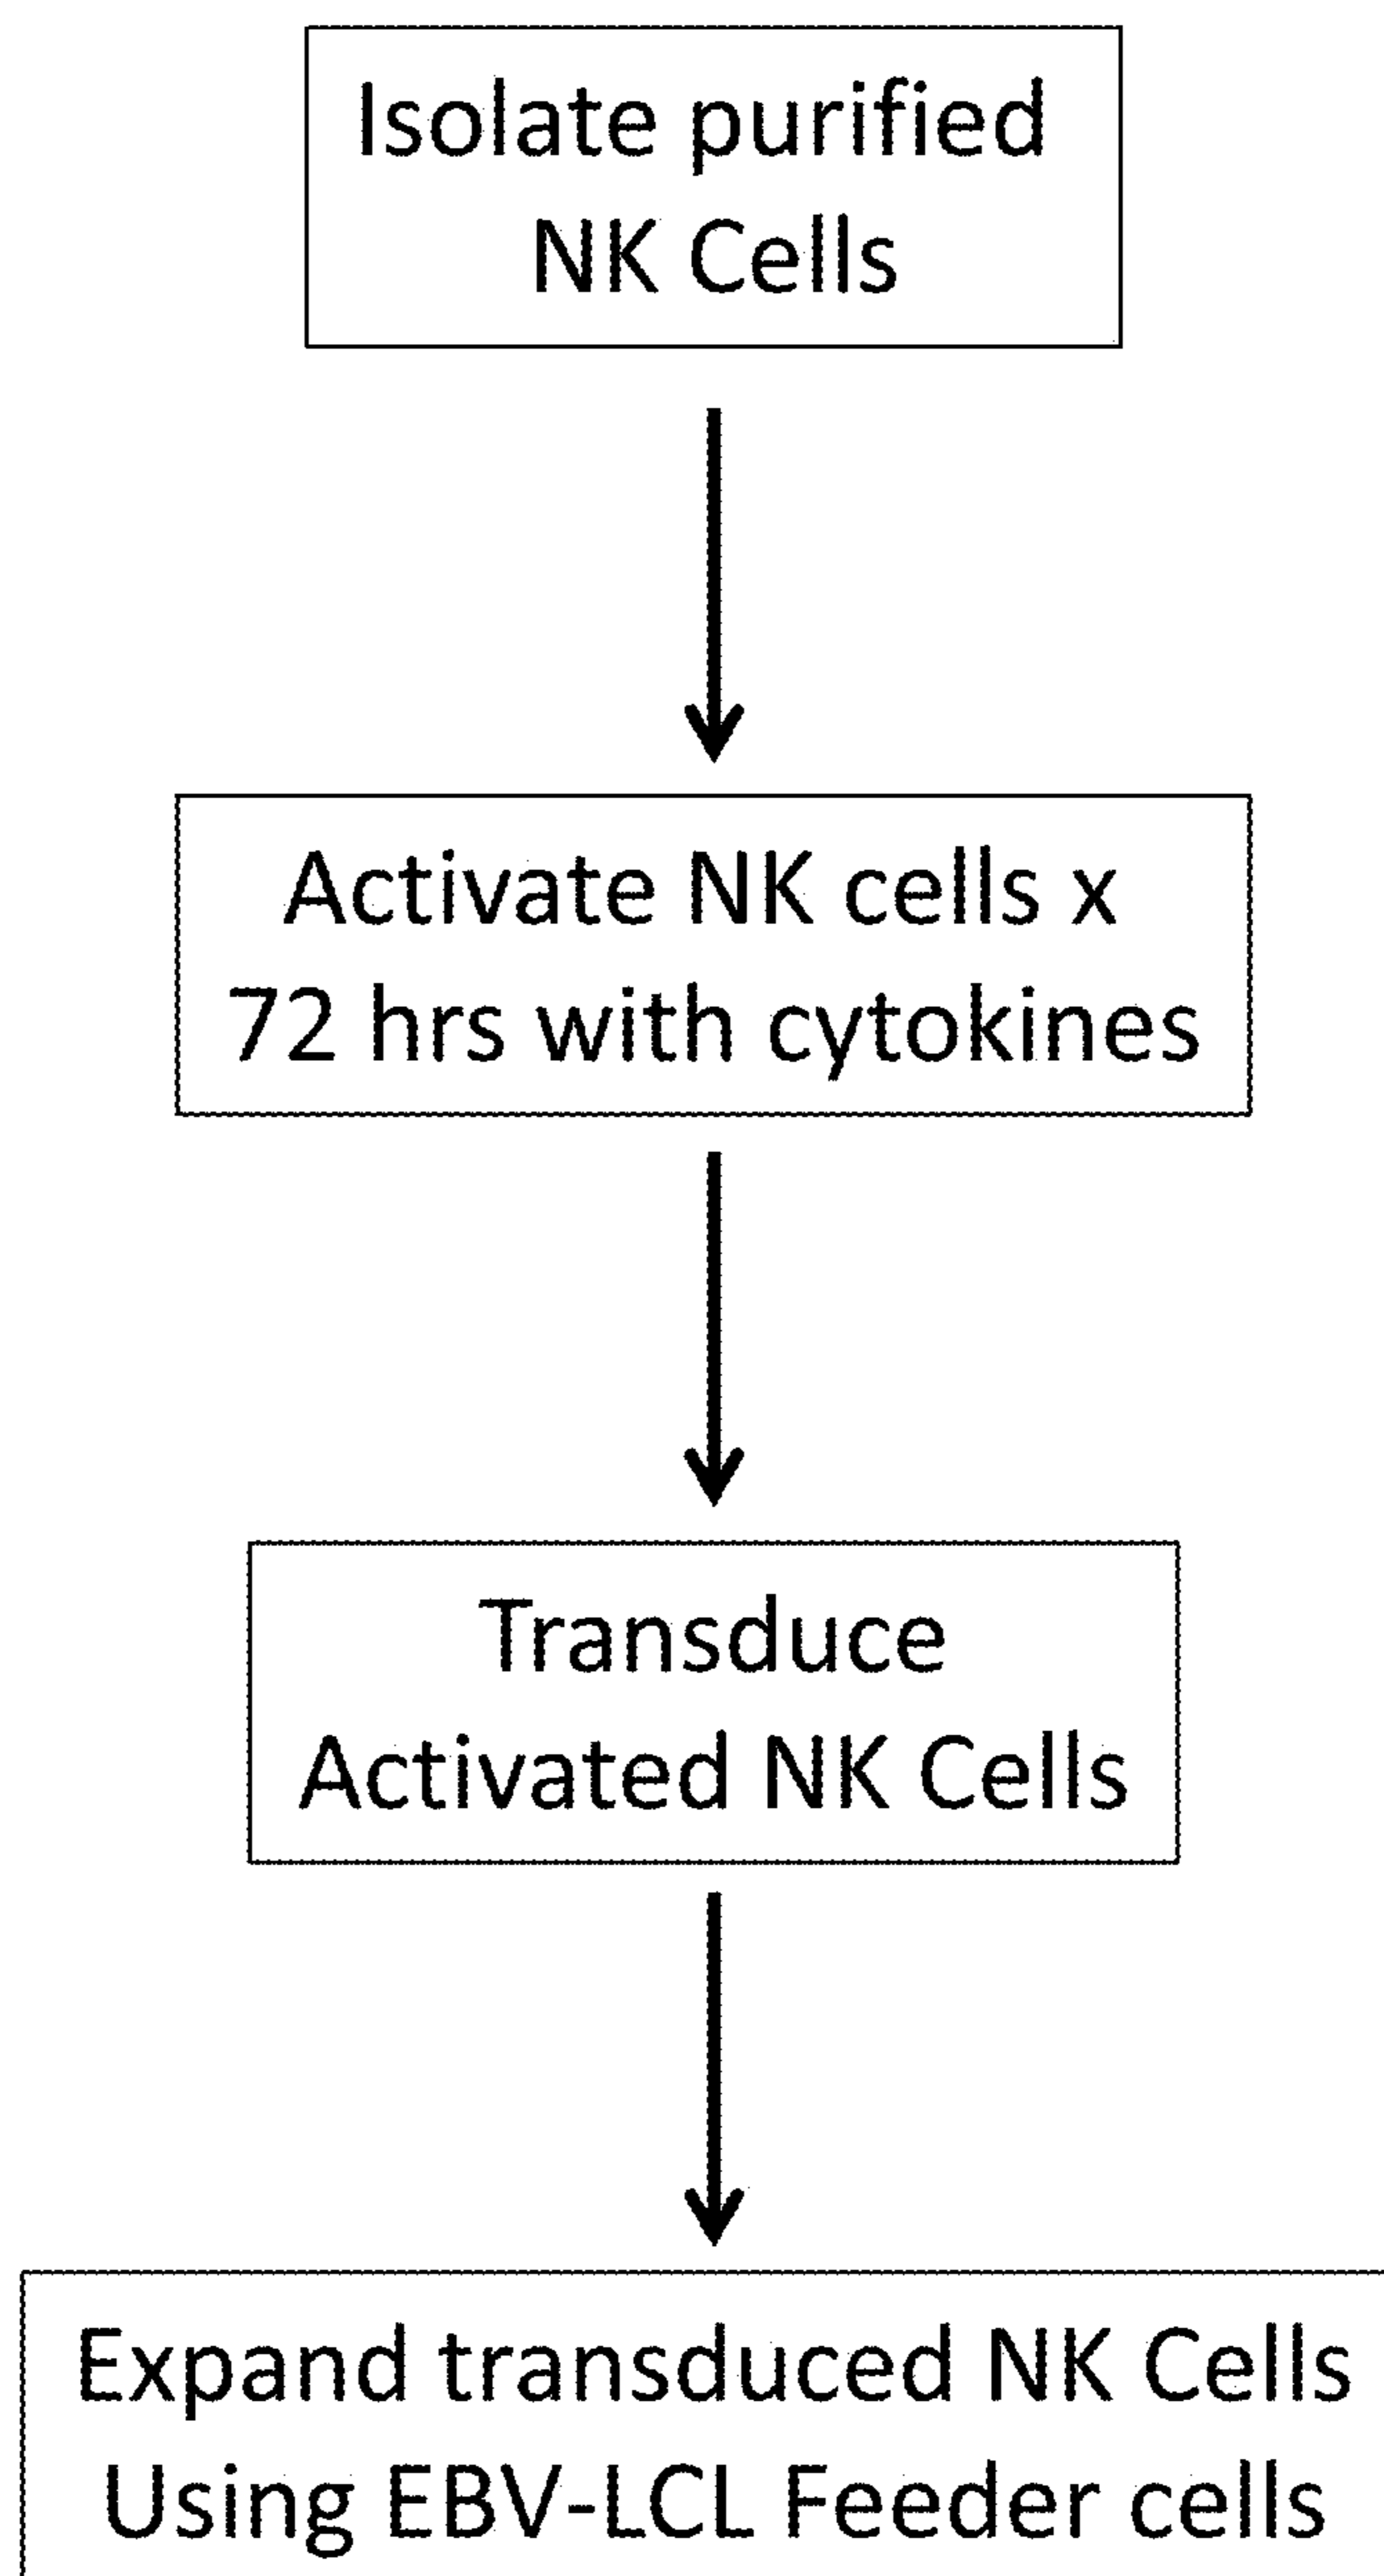 Isolate purified
NK Cells
Activate NK cells x
72 hrs with cytokines
Transduce
Activated NK Cells
Expand transduced NK Cells
Using EBV-LCL Feeder cells